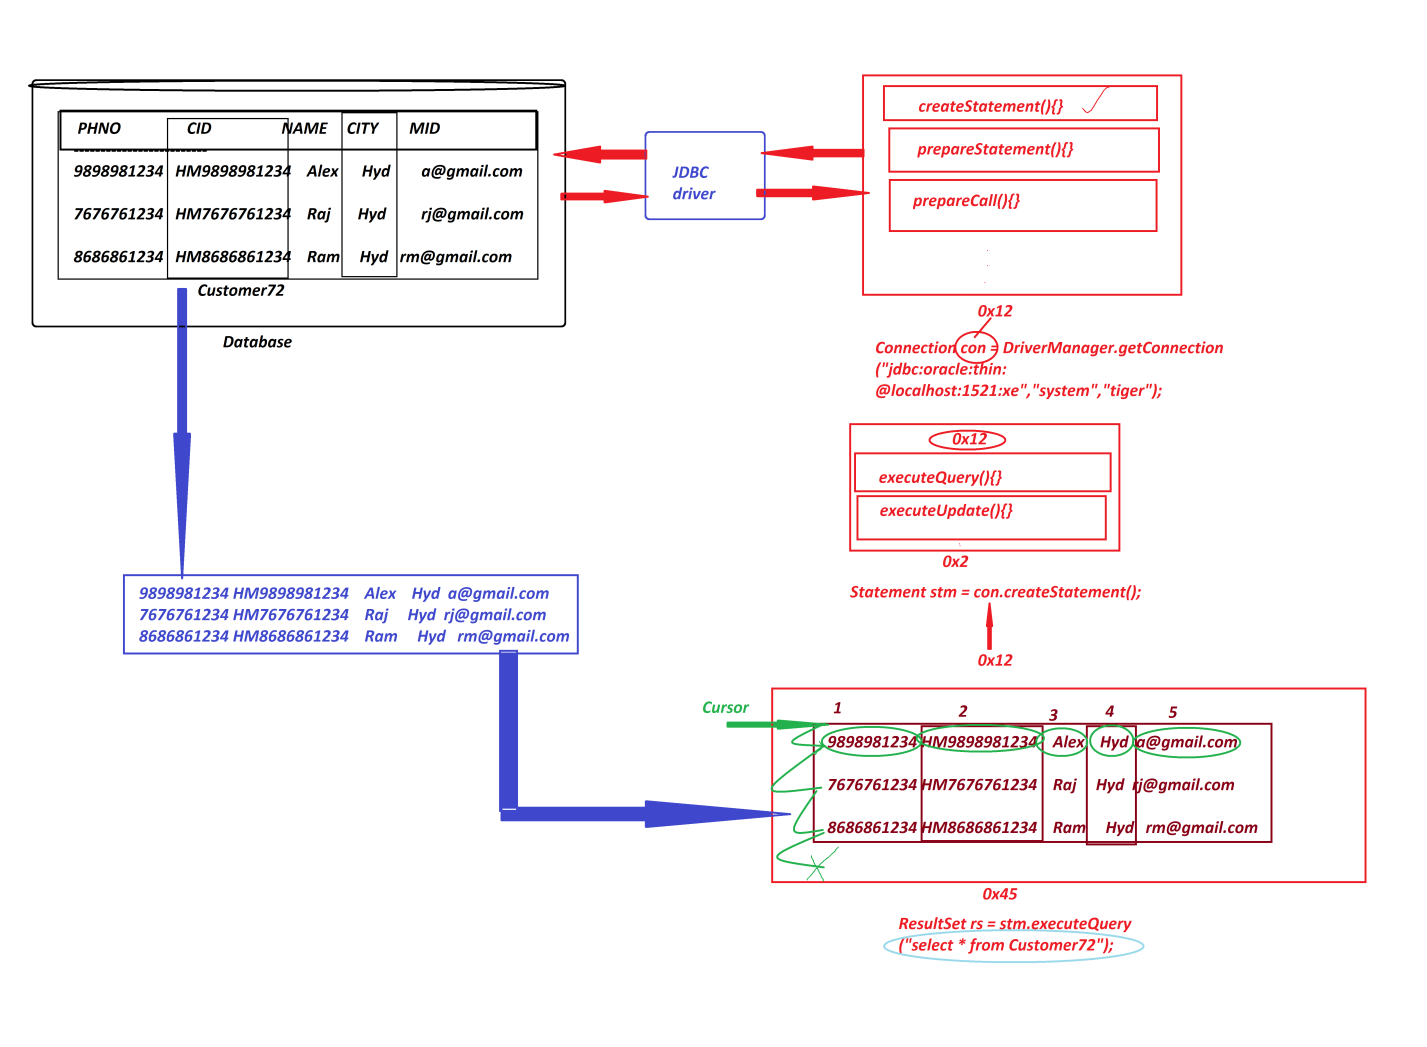 PHNO CID NAME CITY MID
9898981234 HM9898981234 Alex Hyd a@gmail.com
7676761234 HM7676761234 Raj Hyd rj@gmail.com
8686861234 HM8686861234 Ram Hyd rm@gmail.com
Customer72
Database
JDBC
driver
createStatement(){}
prepareStatement(){}
prepareCall(){}
0x12
Connection con = DriverManager.getConnection
("jdbc:oracle:thin:
@localhost:1521:xe","system","tiger");
0x12
executeQuery(){}
executeUpdate(){}
0x2
Statement stm = con.createStatement();
0x12
9898981234 HM9898981234 Alex Hyd a@gmail.com
7676761234 HM7676761234 Raj Hyd rj@gmail.com
8686861234 HM8686861234 Ram Hyd rm@gmail.com
Cursor
1 2 3 4 5
9898981234 HM9898981234 Alex Hyd a@gmail.com
7676761234 HM7676761234 Raj Hyd rj@gmail.com
8686861234 HM8686861234 Ram Hyd rm@gmail.com
0x45
ResultSet rs = stm.executeQuery
("select * from Customer72");